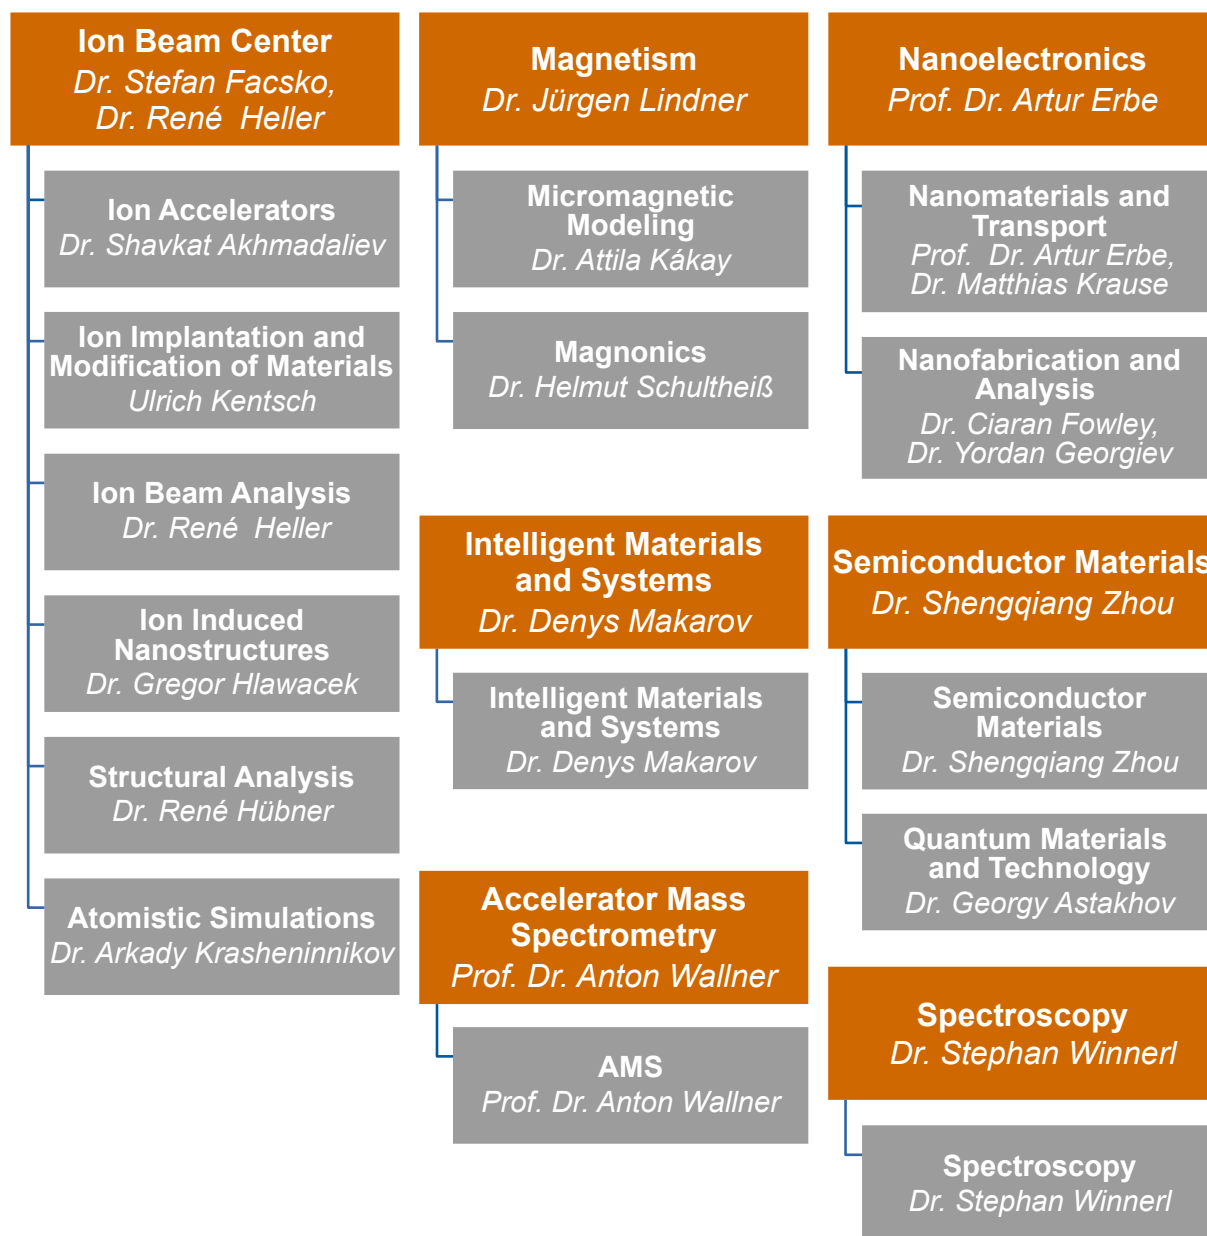 Ion Beam Center
Dr. Stefan Facsko,
Dr. René  Heller
Ion Accelerators
Dr. Shavkat Akhmadaliev
Ion Implantation and
Modification of Materials
Ulrich Kentsch
Ion Beam Analysis
Dr. René  Heller
Ion Induced
Nanostructures
Dr. Gregor Hlawacek
Structural Analysis
Dr. René Hübner
Atomistic Simulations
Dr. Arkady Krasheninnikov
Magnetism
Dr. Jürgen Lindner
Micromagnetic
Modeling
Dr. Attila Kákay
Magnonics
Dr. Helmut Schultheiß
Intelligent Materials
and Systems
Dr. Denys Makarov
Intelligent Materials
and Systems
Dr. Denys Makarov
Accelerator Mass
Spectrometry
Prof. Dr. Anton Wallner
AMS
Prof. Dr. Anton Wallner
Nanoelectronics
Prof. Dr. Artur Erbe
Nanomaterials and
Transport
Prof.  Dr. Artur Erbe,
Dr. Matthias Krause
Nanofabrication and
Analysis
Dr. Ciaran Fowley,
Dr. Yordan Georgiev
Semiconductor Materials
Dr. Shengqiang Zhou
Semiconductor
Materials
Dr. Shengqiang Zhou
Quantum Materials
and Technology
Dr. Georgy Astakhov
Spectroscopy
Dr. Stephan Winnerl
Spectroscopy
Dr. Stephan Winnerl